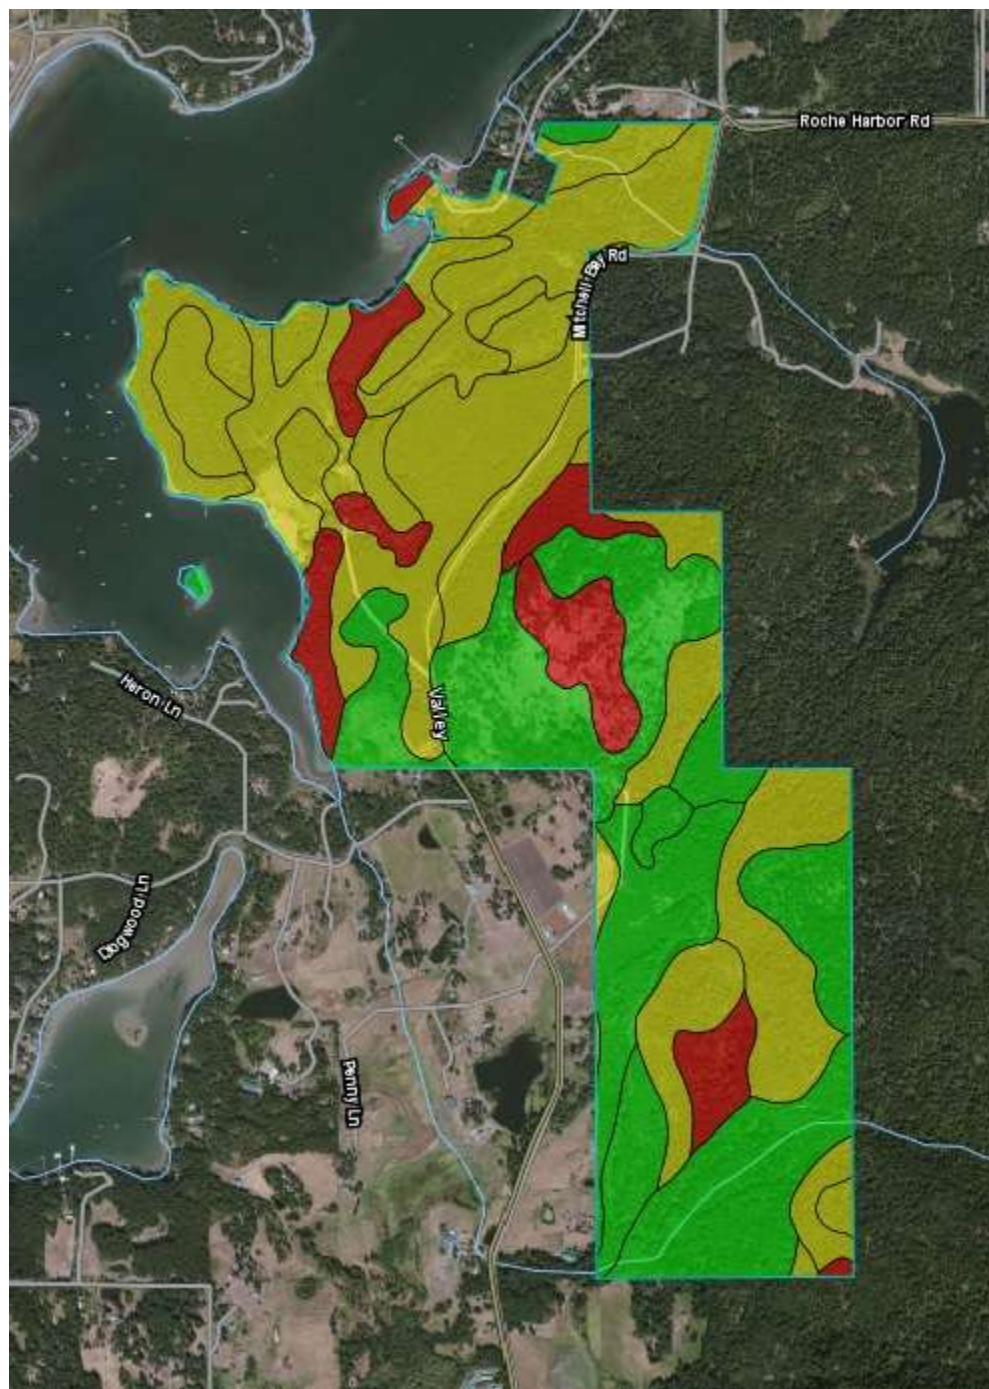 Roche Harbor Rd
Mitchell Bay Rd
Valley
Heron Ln
Dogwood Ln
Penny Ln